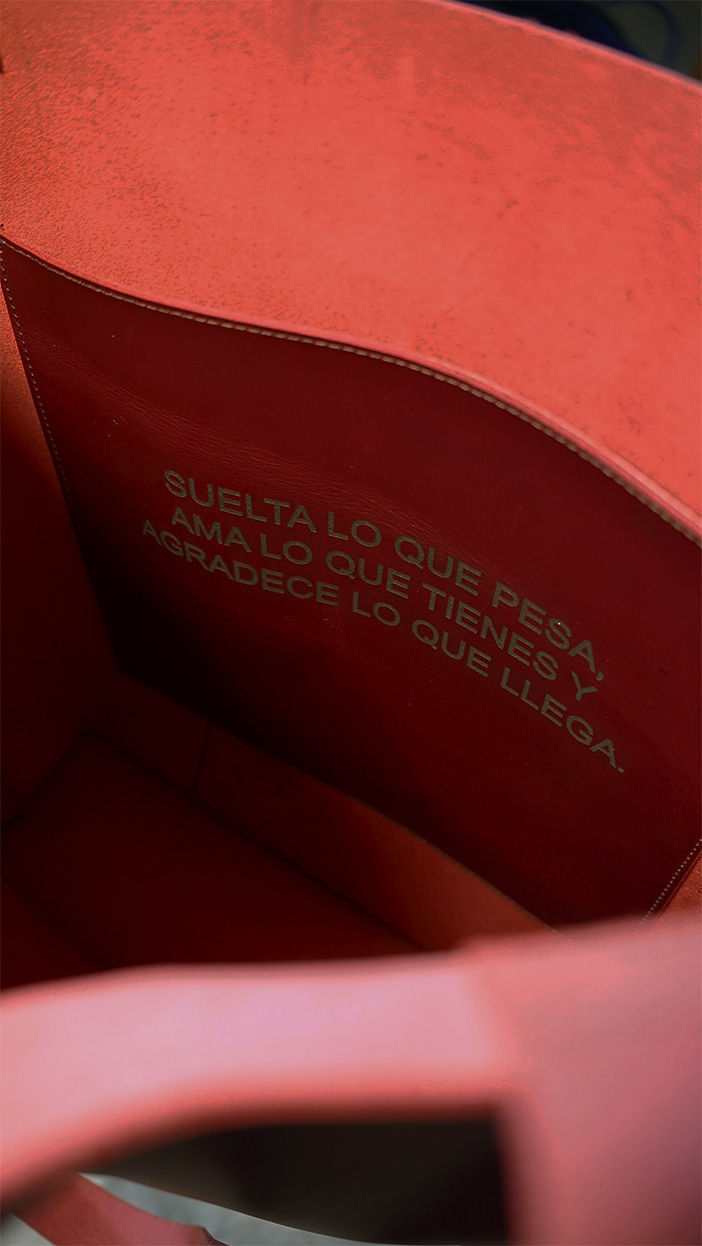 SUELTA LO QUE PESA,
AMA LO QUE TIENES Y
AGRADECE LO QUE LLEGA.